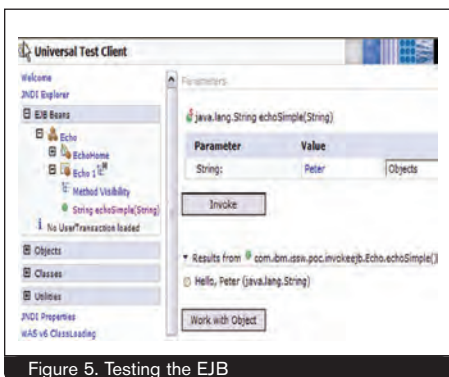 Universal Test Client
Welcome
JNDI Explorer
EJB Beans
Echo
EchoHome
Echo 1
Method Visibility
String echoSimple(String)
No UserTransaction loaded
Objects
Classes
Utilities
JNDI Properties
WAS v6 ClassLoading
Parameters
java.lang.String echoSimple(String)
Parameter Value
String: Peter Objects
Invoke
Results from com.ibm.issw.poc.invokeejb.Echo.echoSimple()
Hello, Peter (java.lang.String)
Work with Object
Figure 5. Testing the EJB